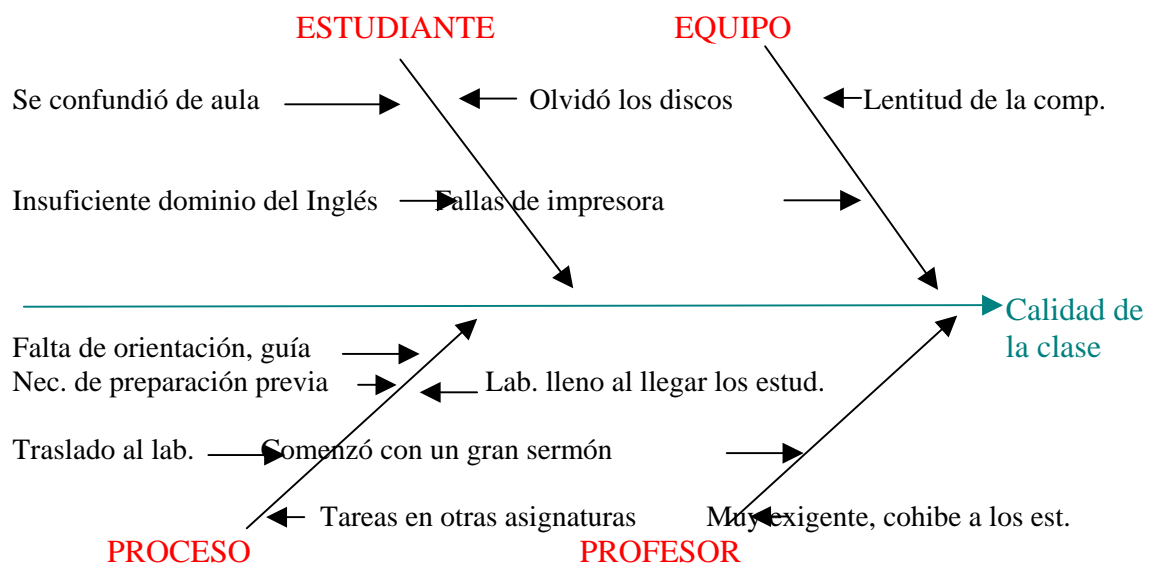 ESTUDIANTE EQUIPO
Se confundió de aula Olvidó los discos Lentitud de la comp.
Insuficiente dominio del Inglés Fallas de impresora
Calidad de
la clase
Falta de orientación, guía
Nec. de preparación previa Lab. lleno al llegar los estud.
Traslado al lab. Comenzó con un gran sermón
Tareas en otras asignaturas Muy exigente, cohibe a los est.
PROCESO PROFESOR